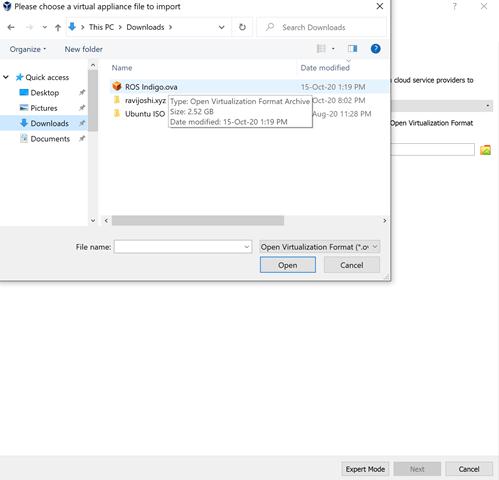 Please choose a virtual appliance file to import
This PC
Downloads
Search Downloads
Organize
New folder
cloud service providers to
Open Virtualization Format
Quick access
Desktop
Pictures
Downloads
Documents
Name
Date modified
ROS Indigo.ova
15-Oct-20 1:19 PM
ravijoshi.xyz
Oct-20 8:02 PM
Ubuntu ISO
Aug-20 11:28 PM
Type: Open Virtualization Format Archive
Size: 2.52 GB
Date modified: 15-Oct-20 1:19 PM
File name:
Open Virtualization Format (*.ov
Open
Cancel
Expert Mode
Next
Cancel